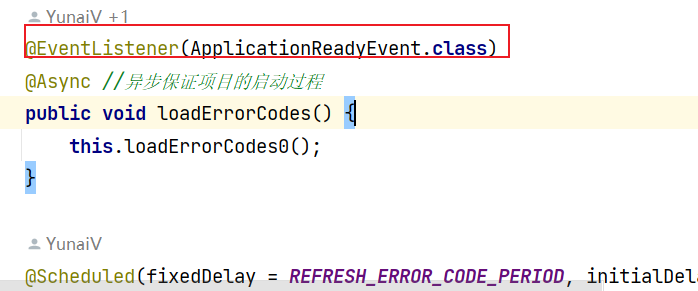 YunaiV +1
@EventListener(ApplicationReadyEvent.class)
@Async //异步保证项目的启动过程
public void loadErrorCodes() {
this.loadErrorCodes0();
}
YunaiV
@Scheduled(fixedDelay = REFRESH_ERROR_CODE_PERIOD, initialDela